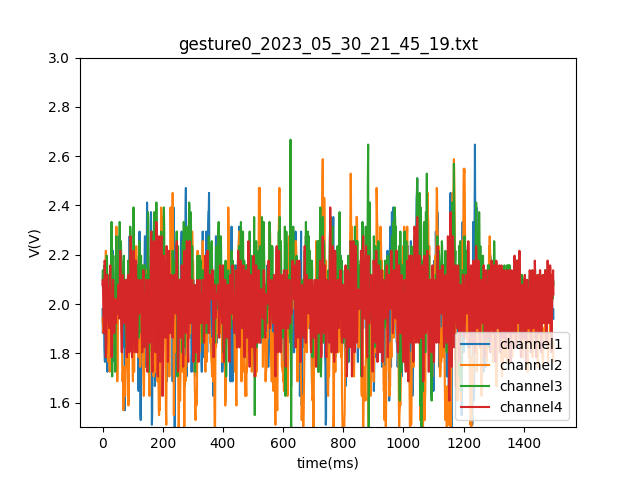 gesture0_2023_05_30_21_45_19.txt
3.0
2.8
2.6
2.4
2.2
2.0
1.8
1.6
V(V)
0 200 400 600 800 1000 1200 1400
time(ms)
channel1
channel2
channel3
channel4